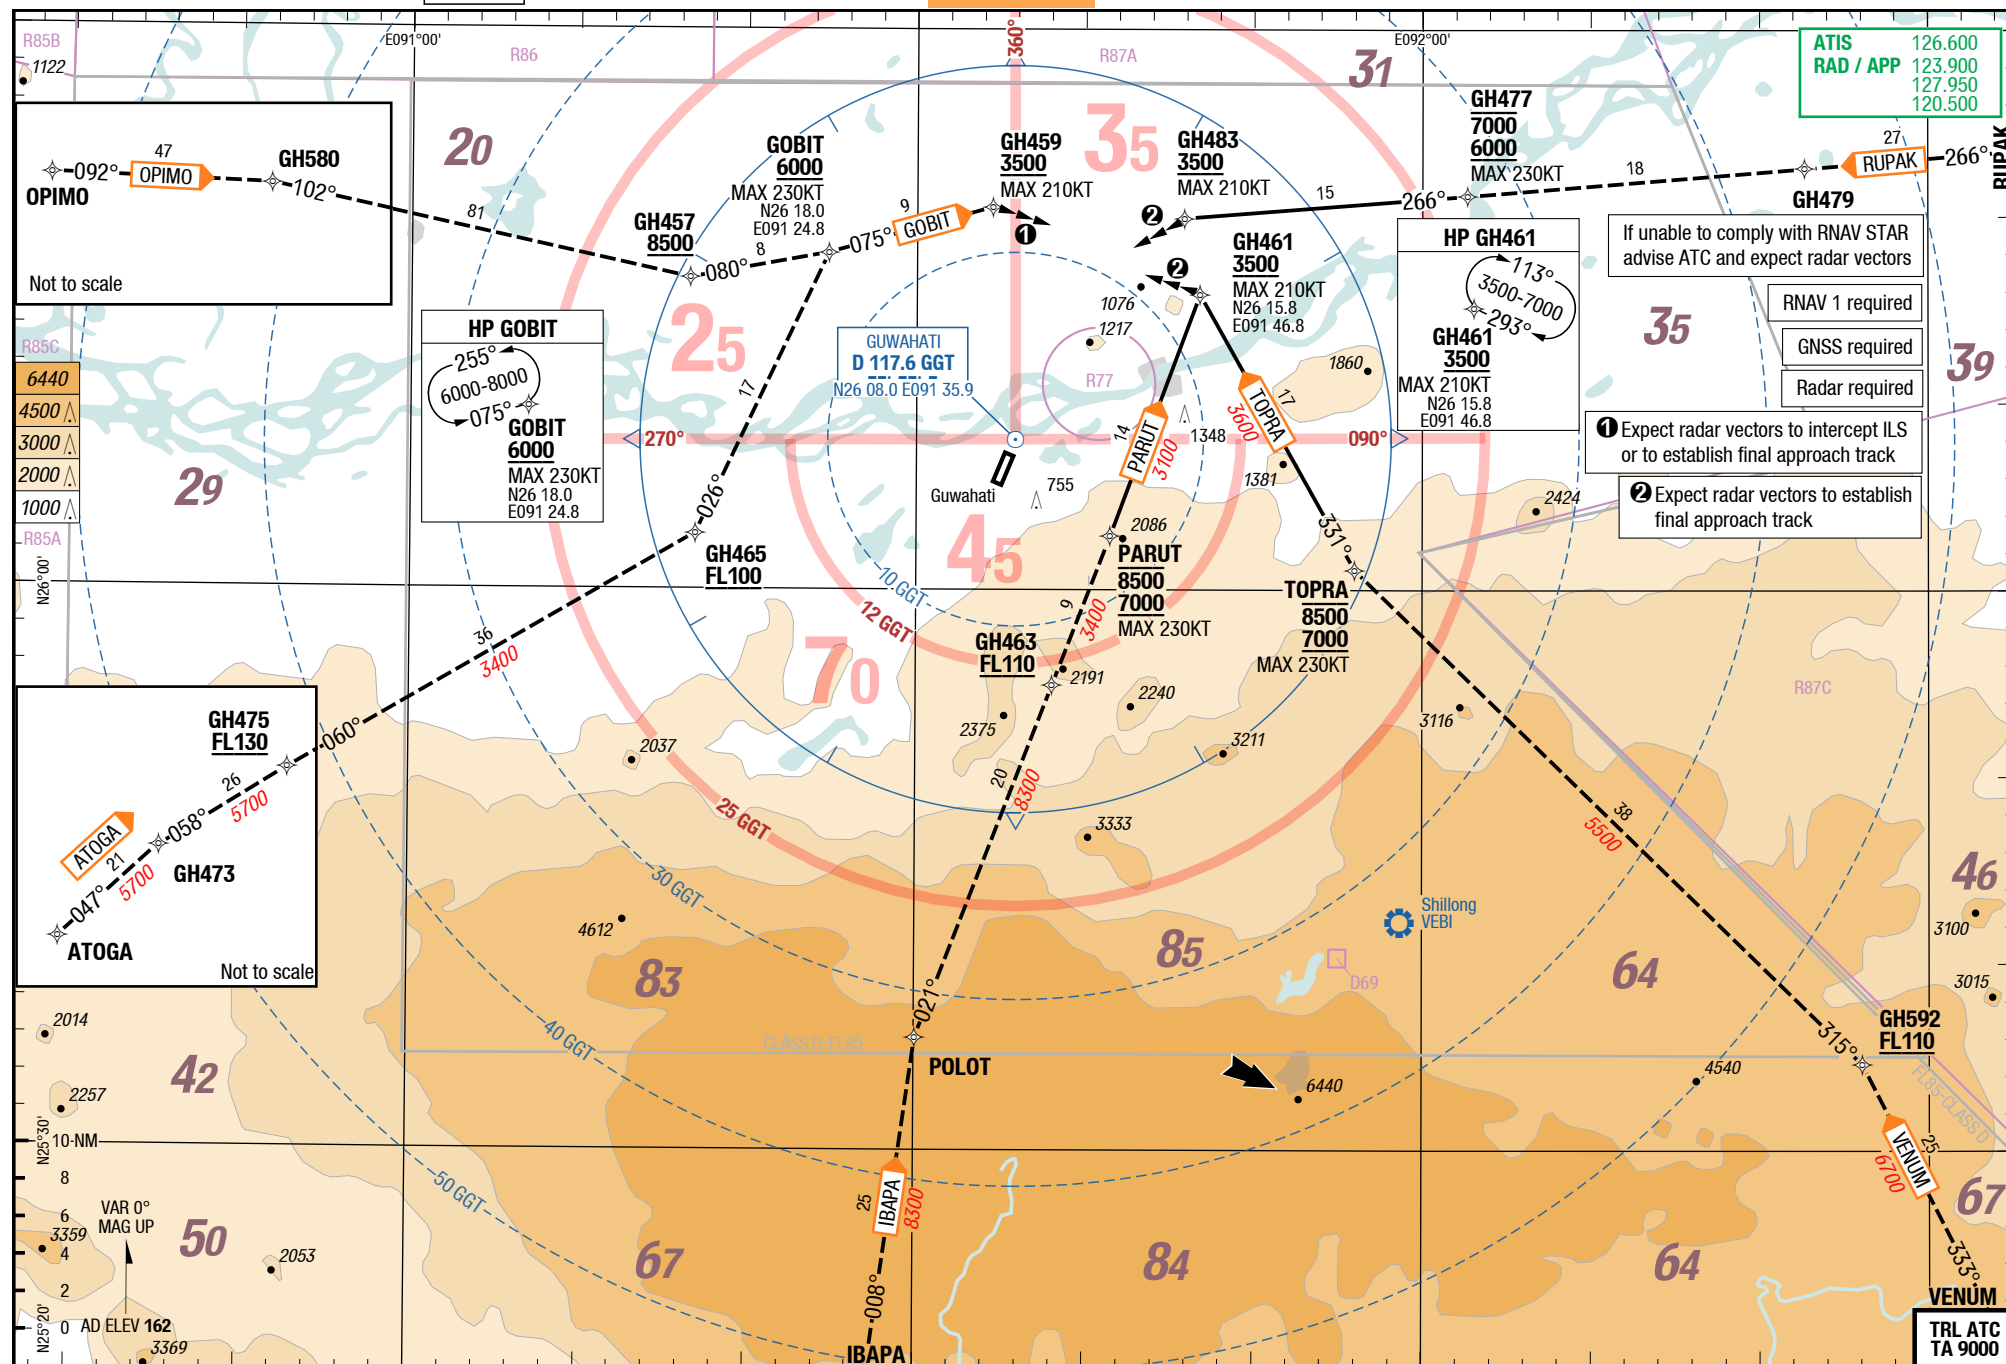 R85B
1122
E091°00'
R86
360°
R87A
E092°00'
31
ATIS 126.600
RAD / APP 123.900
127.950
120.500
20
35
OPIMO
092°
47
OPIMO
GH580
102°
81
Not to scale
GH457
8500
080°
8
GOBIT
6000
MAX 230KT
N26 18.0
E091 24.8
075°
9
GOBIT
GH459
3500
MAX 210KT
1
GH483
3500
MAX 210KT
2
15
266°
GH477
7000
6000
MAX 230KT
18
GH479
27
RUPAK
266°
RUPAK
If unable to comply with RNAV STAR
advise ATC and expect radar vectors
RNAV 1 required
GNSS required
Radar required
1 Expect radar vectors to intercept ILS
or to establish final approach track
2 Expect radar vectors to establish
final approach track
HP GH461
113°
3500-7000
293°
GH461
3500
MAX 210KT
N26 15.8
E091 46.8
35
39
2
GH461
3500
MAX 210KT
N26 15.8
E091 46.8
1076
1217
R77
1860
25
HP GOBIT
255°
6000-8000
075°
GOBIT
6000
MAX 230KT
N26 18.0
E091 24.8
GUWAHATI
D 117.6 GGT
N26 08.0 E091 35.9
R85C
6440
4500
3000
2000
1000
R85A
29
17
270°
090°
026°
GH465
FL100
Guwahati
755
1348
14
PARUT
3100
TOPRA
17
3600
1381
331°
2424
45
2086
PARUT
8500
7000
MAX 230KT
TOPRA
8500
7000
MAX 230KT
N26°00'
10 GGT
12 GGT
9
3400
GH463
FL110
2191
2240
2375
3211
3116
R87C
70
36
3400
060°
GH475
FL130
26
5700
058°
ATOGA
21
5700
047°
GH473
ATOGA
Not to scale
2037
20
8300
25 GGT
3333
30 GGT
4612
38
5500
Shillong
VEBI
D69
46
3100
3015
83
85
64
021°
POLOT
CLASS D-FL85
40 GGT
6440
4540
315°
GH592
FL110
FL85-CLASS D
2014
42
2257
N25°30'
10-NM
8
6
4
2
0
N25°20'
VAR 0°
MAG UP
3359
50
2053
AD ELEV 162
3369
50 GGT
67
84
64
67
25
IBAPA
8300
008°
IBAPA
VENUM
25
6700
333°
VENUM
TRL ATC
TA 9000